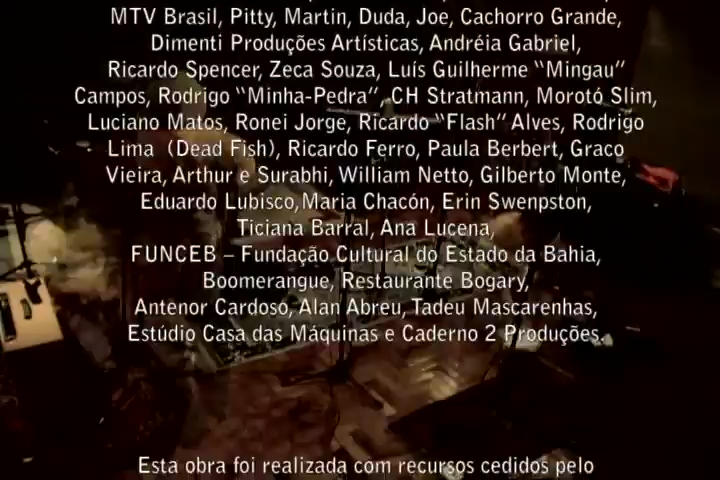 MTV Brasil, Pitty, Martin, Duda, Joe, Cachorro Grande,
Dimenti Produções Artísticas, Andréia Gabriel,
Ricardo Spencer, Zeca Souza, Luís Guilherme “Mingau”
Campos, Rodrigo “Minha-Pedra”, CH Stratmann, Morotó Slim,
Luciano Matos, Ronei Jorge, Ricardo “Flash” Alves, Rodrigo
Lima (Dead Fish), Ricardo Ferro, Paula Berbert, Graco
Vieira, Arthur e Surabhi, William Netto, Gilberto Monte,
Eduardo Lubisco,Maria Chacón, Erin Swenpston,
Ticiana Barral, Ana Lucena,
FUNCEB – Fundação Cultural do Estado da Bahia,
Boomerangue, Restaurante Bogary,
Antenor Cardoso, Alan Abreu, Tadeu Mascarenhas,
Estúdio Casa das Máquinas e Caderno 2 Produções.
Esta obra foi realizada com recursos cedidos pelo